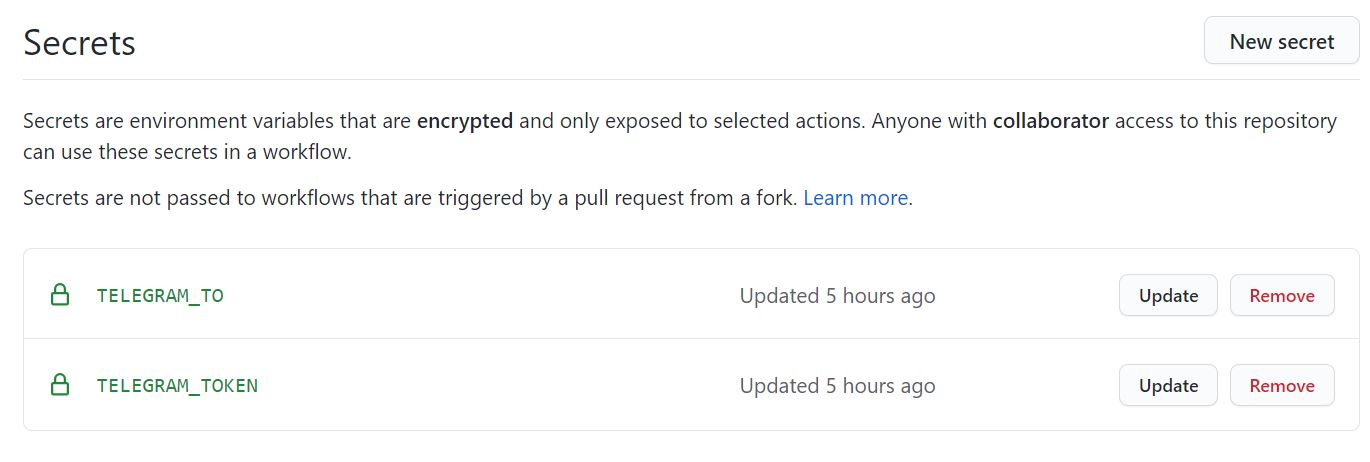 Secrets
New secret
Secrets are environment variables that are encrypted and only exposed to selected actions. Anyone with collaborator access to this repository
can use these secrets in a workflow.
Secrets are not passed to workflows that are triggered by a pull request from a fork. Learn more.
TELEGRAM_TO Updated 5 hours ago Update Remove
TELEGRAM_TOKEN Updated 5 hours ago Update Remove